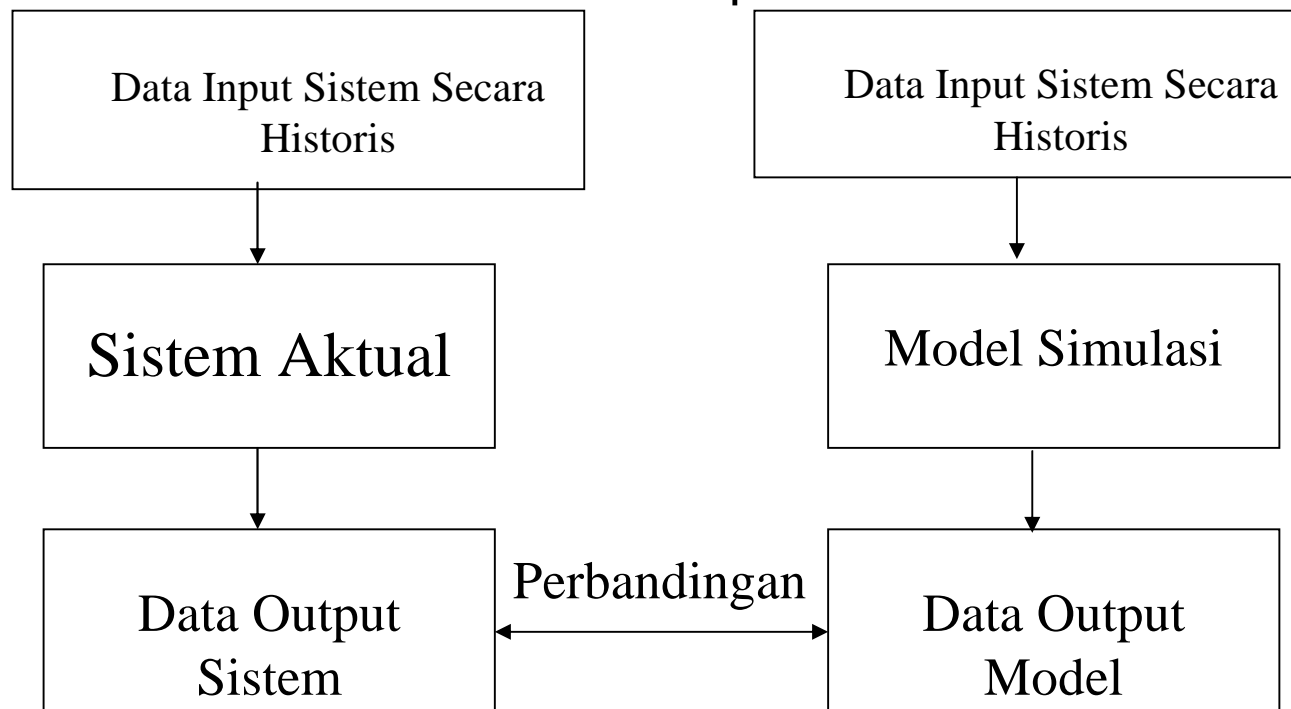 Data Input Sistem Secara
Historis
Data Input Sistem Secara
Historis
Sistem Aktual
Model Simulasi
Perbandingan
Data Output
Sistem
Data Output
Model